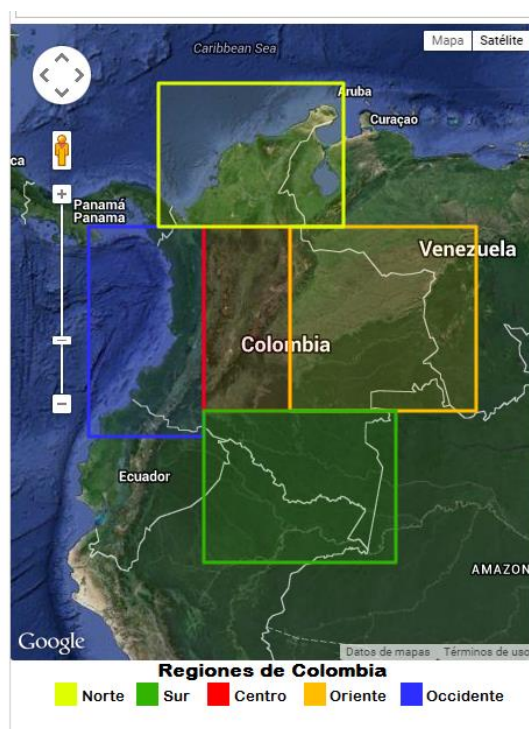 Caribbean Sea
Mapa
Satélite
Aruba
Curaçao
ca
Panamá
Panama
Venezuela
Colombia
Ecuador
AMAZON
Google
Datos de mapas
Términos de uso
Regiones de Colombia
Norte
Sur
Centro
Oriente
Occidente